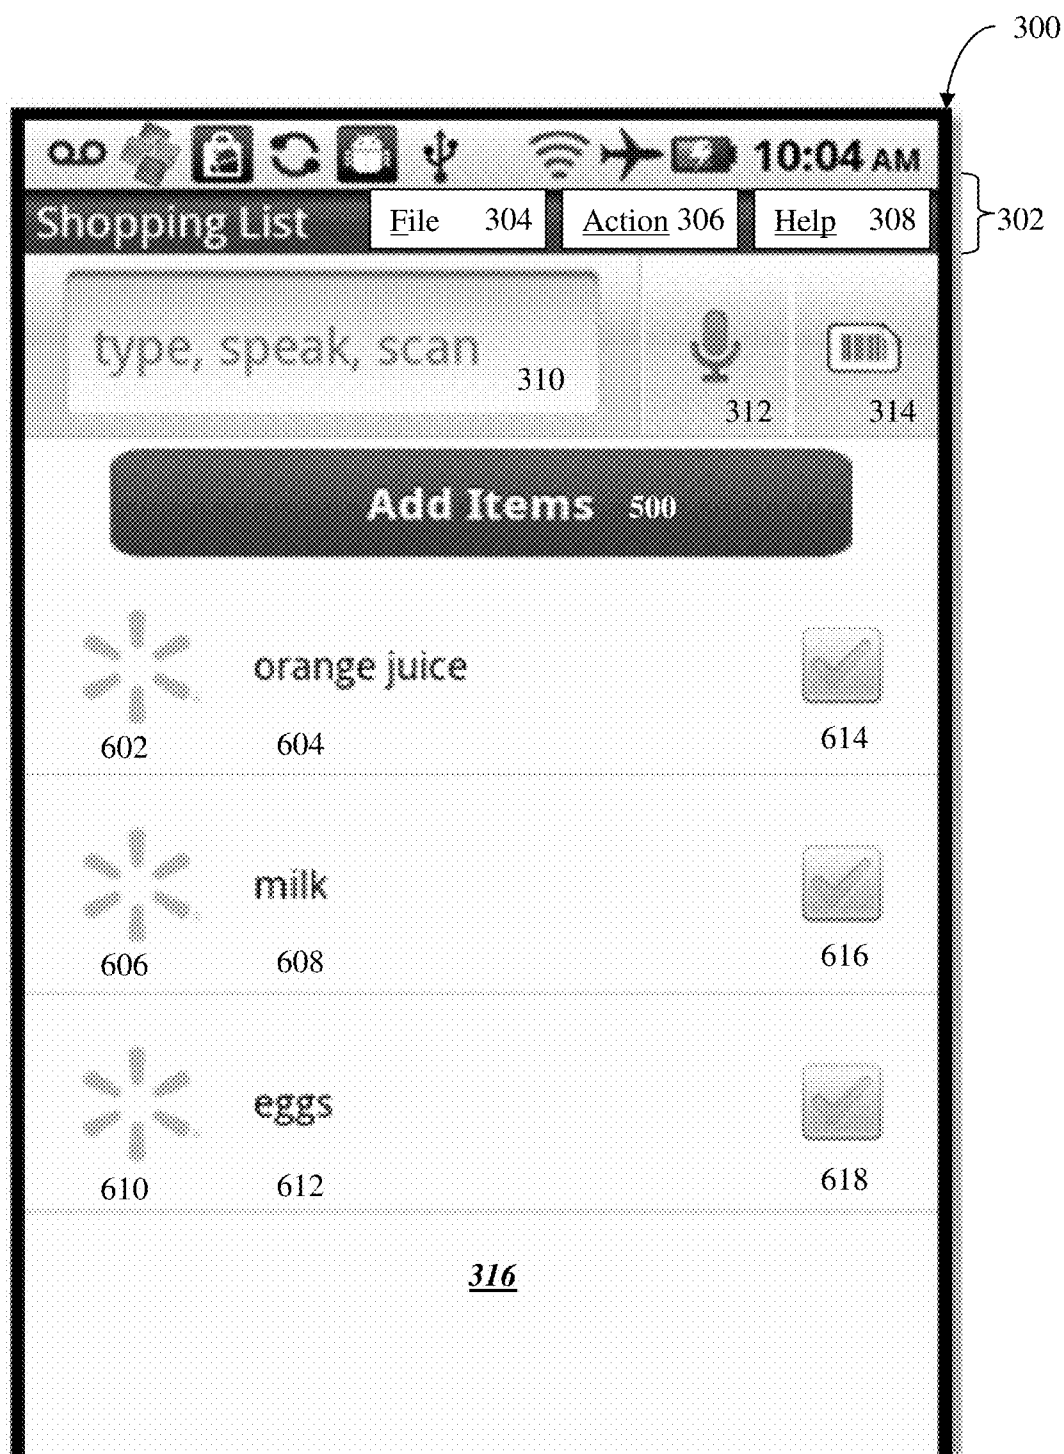 300
10:04 AM
Shopping List File 304 Action 306 Help 308 302
type, speak, scan
310
312 314
Add Items 500
orange juice
602 604 614
milk
606 608 616
eggs
610 612 618
316